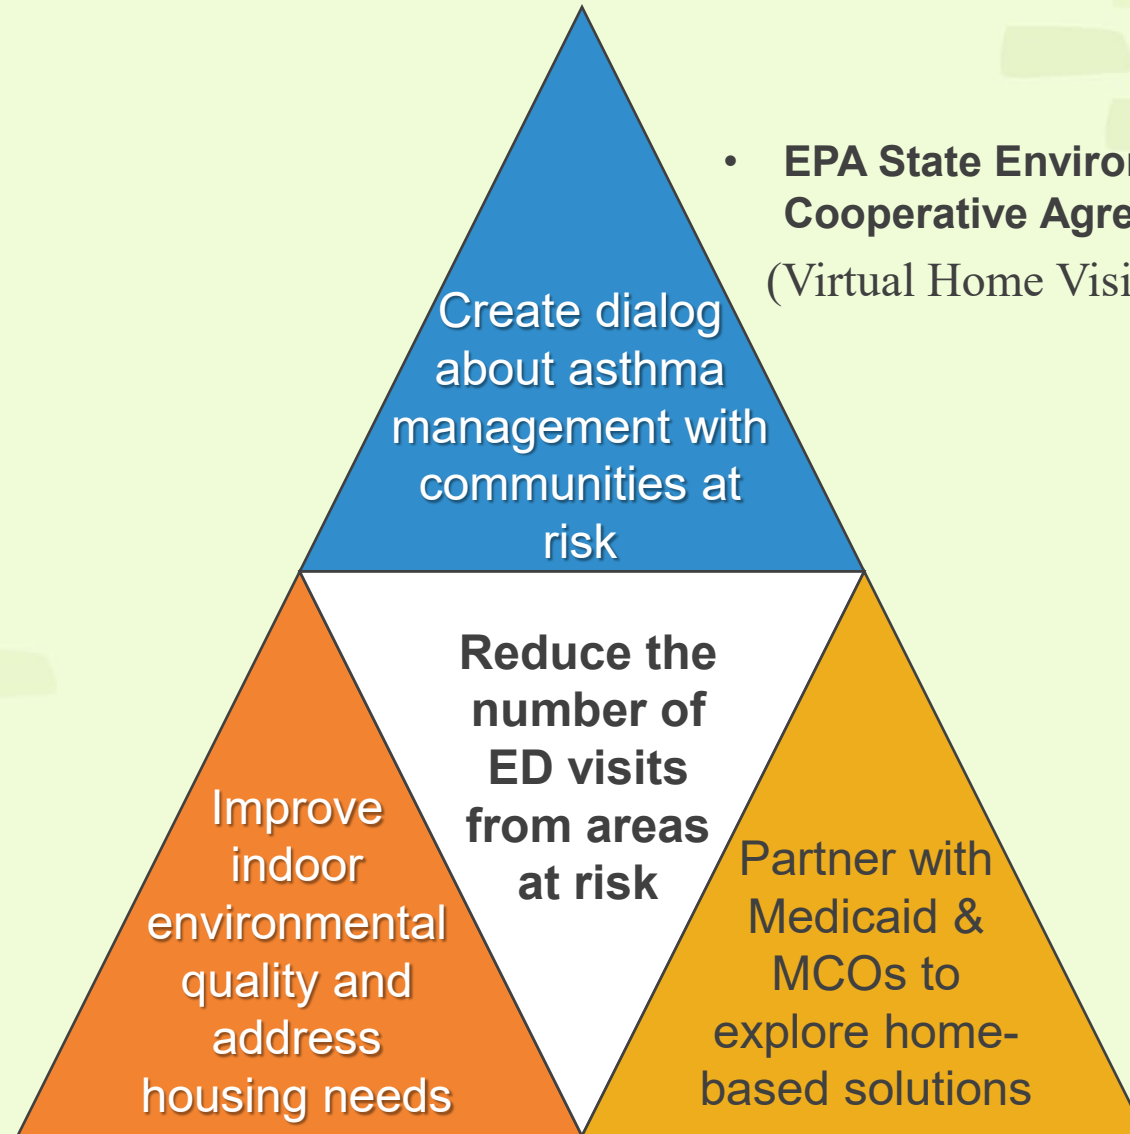 • EPA State Environ
Cooperative Agre
(Virtual Home Visi
Create dialog
about asthma
management with
communities at
risk
Reduce the
number of
ED visits
from areas
at risk
Improve
indoor
environmental
quality and
address
housing needs
Partner with
Medicaid &
MCOs to
explore home-
based solutions